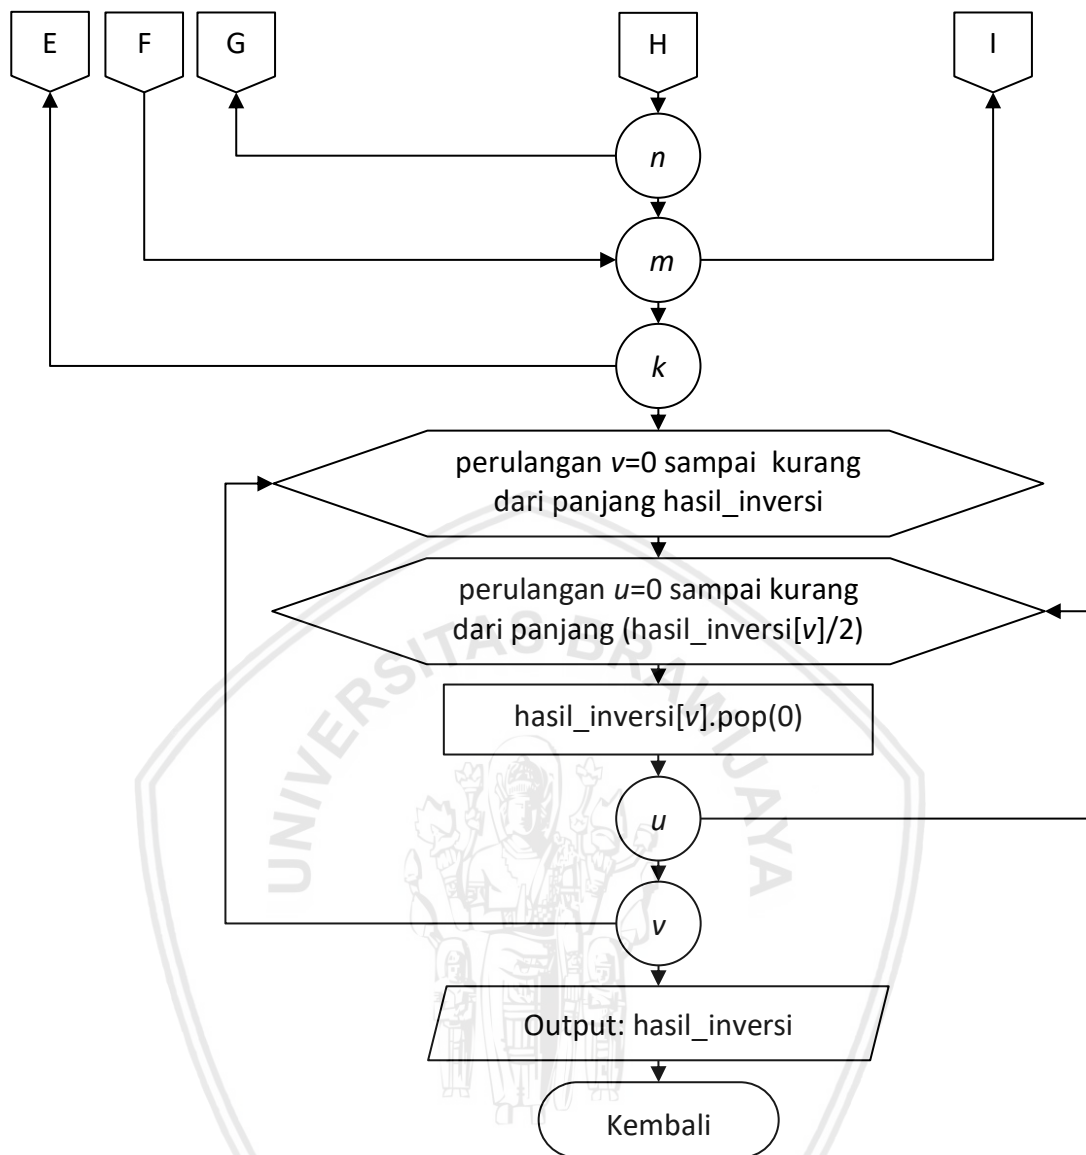 E F G H I
n
m
k
perulangan v=0 sampai kurang
dari panjang hasil_inversi
perulangan u=0 sampai kurang
dari panjang (hasil_inversi[v]/2)
hasil_inversi[v].pop(0)
u
v
Output: hasil_inversi
Kembali
UNIVERSITAS BRAWIJAYA